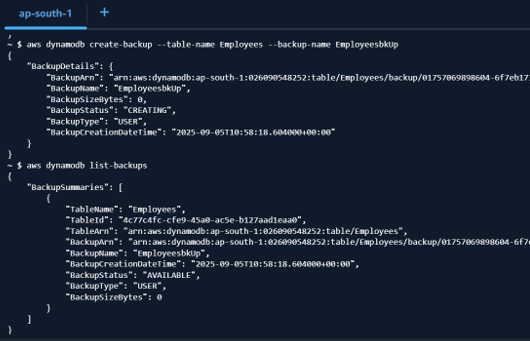 ap-south-1 +
~ $ aws dynamodb create-backup --table-name Employees --backup-name EmployeesbkUp
{
    "BackupDetails": {
        "BackupArn": "arn:aws:dynamodb:ap-south-1:026090548252:table/Employees/backup/01757069898604-6f7eb17
        "BackupName": "EmployeesbkUp",
        "BackupSizeBytes": 0,
        "BackupStatus": "CREATING",
        "BackupType": "USER",
        "BackupCreationDateTime": "2025-09-05T10:58:18.604000+00:00"
    }
}
~ $ aws dynamodb list-backups
{
    "BackupSummaries": [
        {
            "TableName": "Employees",
            "TableId": "4c77c4fc-cfe9-45a0-ac5e-b127aad1eaa0",
            "TableArn": "arn:aws:dynamodb:ap-south-1:026090548252:table/Employees",
            "BackupArn": "arn:aws:dynamodb:ap-south-1:026090548252:table/Employees/backup/01757069898604-6f7e
            "BackupName": "EmployeesbkUp",
            "BackupCreationDateTime": "2025-09-05T10:58:18.604000+00:00",
            "BackupStatus": "AVAILABLE",
            "BackupType": "USER",
            "BackupSizeBytes": 0
        }
    ]
}